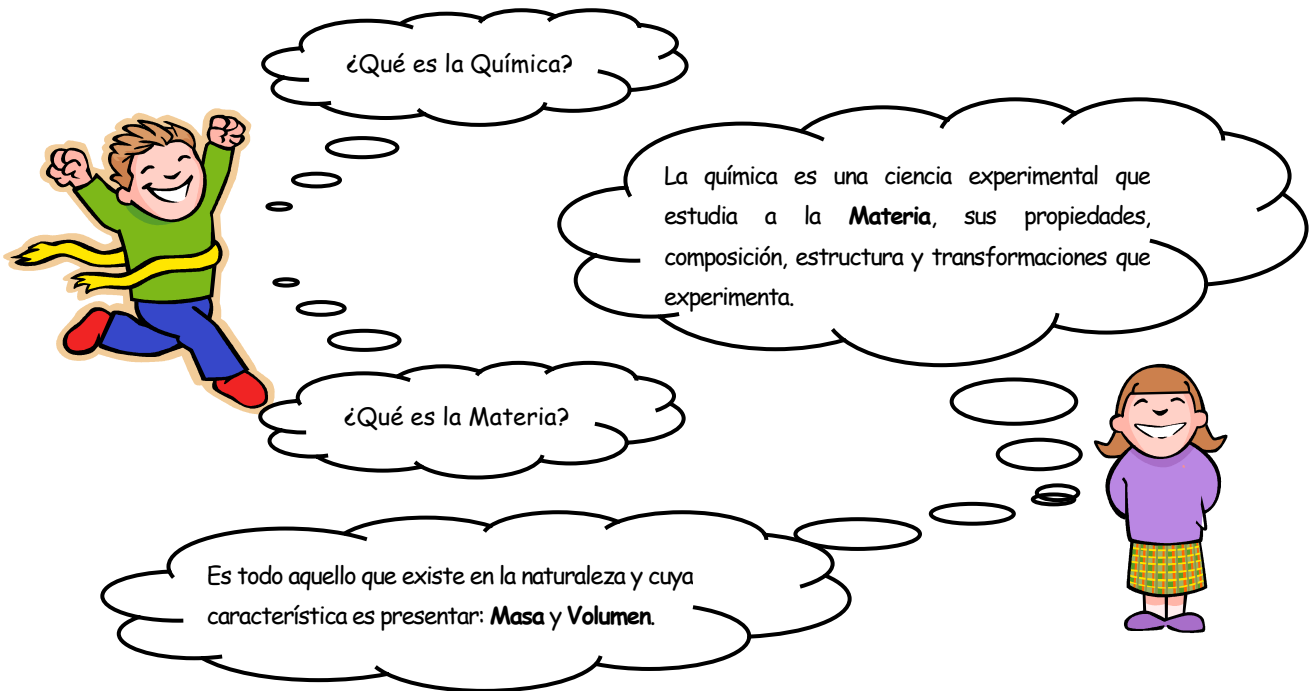 ¿Qué es la Química?
La química es una ciencia experimental que
estudia a la Materia, sus propiedades,
composición, estructura y transformaciones que
experimenta.
¿Qué es la Materia?
Es todo aquello que existe en la naturaleza y cuya
característica es presentar: Masa y Volumen.